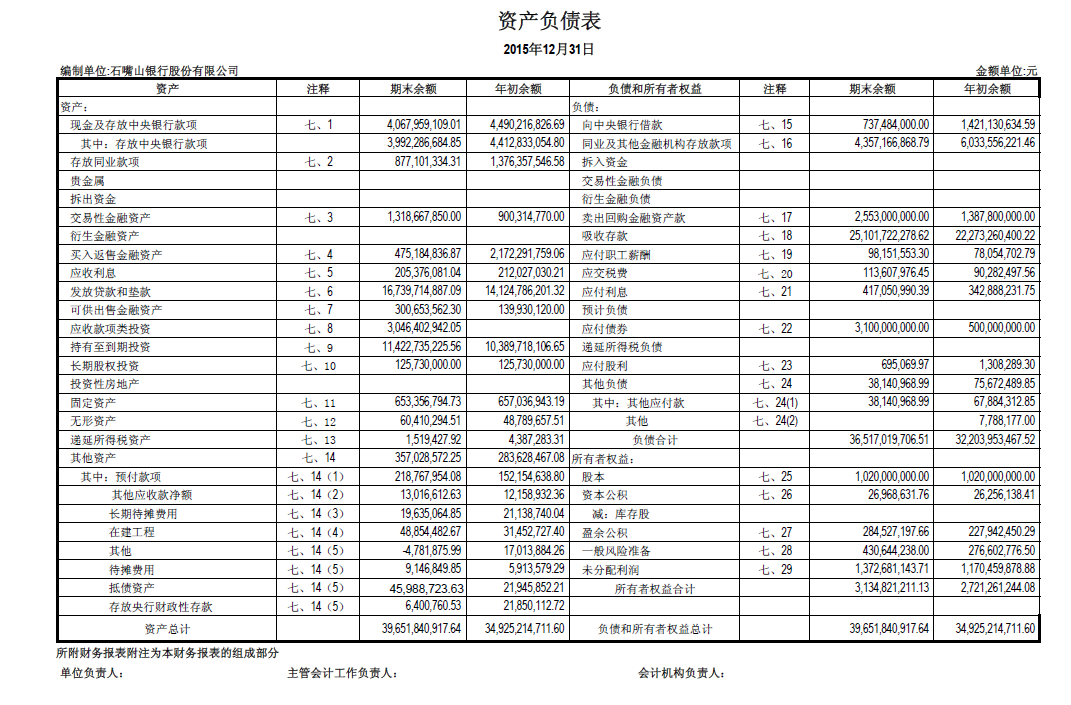 资产负债表
2015年12月31日
编制单位:石嘴山银行股份有限公司 金额单位:元
资产 注释 期末余额 年初余额 负债和所有者权益 注释 期末余额 年初余额
资产： 负债：
现金及存放中央银行款项 七、1 4,067,959,109.01 4,490,216,826.69 向中央银行借款 七、15 737,484,000.00 1,421,130,634.59
其中：存放中央银行款项 3,992,286,684.85 4,412,833,054.80 同业及其他金融机构存放款项 七、16 4,357,166,868.79 6,033,556,221.46
存放同业款项 七、2 877,101,334.31 1,376,357,546.58 拆入资金
贵金属 交易性金融负债
拆出资金 衍生金融负债
交易性金融资产 七、3 1,318,667,850.00 900,314,770.00 卖出回购金融资产款 七、17 2,553,000,000.00 1,387,800,000.00
衍生金融资产 吸收存款 七、18 25,101,722,278.62 22,273,260,400.22
买入返售金融资产 七、4 475,184,836.87 2,172,291,759.06 应付职工薪酬 七、19 98,151,553.30 78,054,702.79
应收利息 七、5 205,376,081.04 212,027,030.21 应交税费 七、20 113,607,976.45 90,282,497.56
发放贷款和垫款 七、6 16,739,714,887.09 14,124,786,201.32 应付利息 七、21 417,050,990.39 342,888,231.75
可供出售金融资产 七、7 300,653,562.30 139,930,120.00 预计负债
应收款项类投资 七、8 3,046,402,942.05 应付债券 七、22 3,100,000,000.00 500,000,000.00
持有至到期投资 七、9 11,422,735,225.56 10,389,718,106.65 递延所得税负债
长期股权投资 七、10 125,730,000.00 125,730,000.00 应付股利 七、23 695,069.97 1,308,289.30
投资性房地产 其他负债 七、24 38,140,968.99 75,672,489.85
固定资产 七、11 653,356,794.73 657,036,943.19 其中：其他应付款 七、24(1) 38,140,968.99 67,884,312.85
无形资产 七、12 60,410,294.51 48,789,657.51 其他 七、24(2) 7,788,177.00
递延所得税资产 七、13 1,519,427.92 4,387,283.31 负债合计 36,517,019,706.51 32,203,953,467.52
其他资产 七、14 357,028,572.25 283,628,467.08 所有者权益：
其中：预付款项 七、14（1） 218,767,954.08 152,154,638.80 股本 七、25 1,020,000,000.00 1,020,000,000.00
其他应收款净额 七、14（2） 13,016,612.63 12,158,932.36 资本公积 七、26 26,968,631.76 26,256,138.41
长期待摊费用 七、14（3） 19,635,064.85 21,138,740.04 减：库存股
在建工程 七、14（4） 48,854,482.67 31,452,727.40 盈余公积 七、27 284,527,197.66 227,942,450.29
其他 七、14（5） -4,781,875.99 17,013,884.26 一般风险准备 七、28 430,644,238.00 276,602,776.50
待摊费用 七、14（5） 9,146,849.85 5,913,579.29 未分配利润 七、29 1,372,681,143.71 1,170,459,878.88
抵债资产 七、14（5） 45,988,723.63 21,945,852.21 所有者权益合计 3,134,821,211.13 2,721,261,244.08
存放央行财政性存款 七、14（5） 6,400,760.53 21,850,112.72
资产总计 39,651,840,917.64 34,925,214,711.60 负债和所有者权益总计 39,651,840,917.64 34,925,214,711.60
所附财务报表附注为本财务报表的组成部分
单位负责人： 主管会计工作负责人： 会计机构负责人：